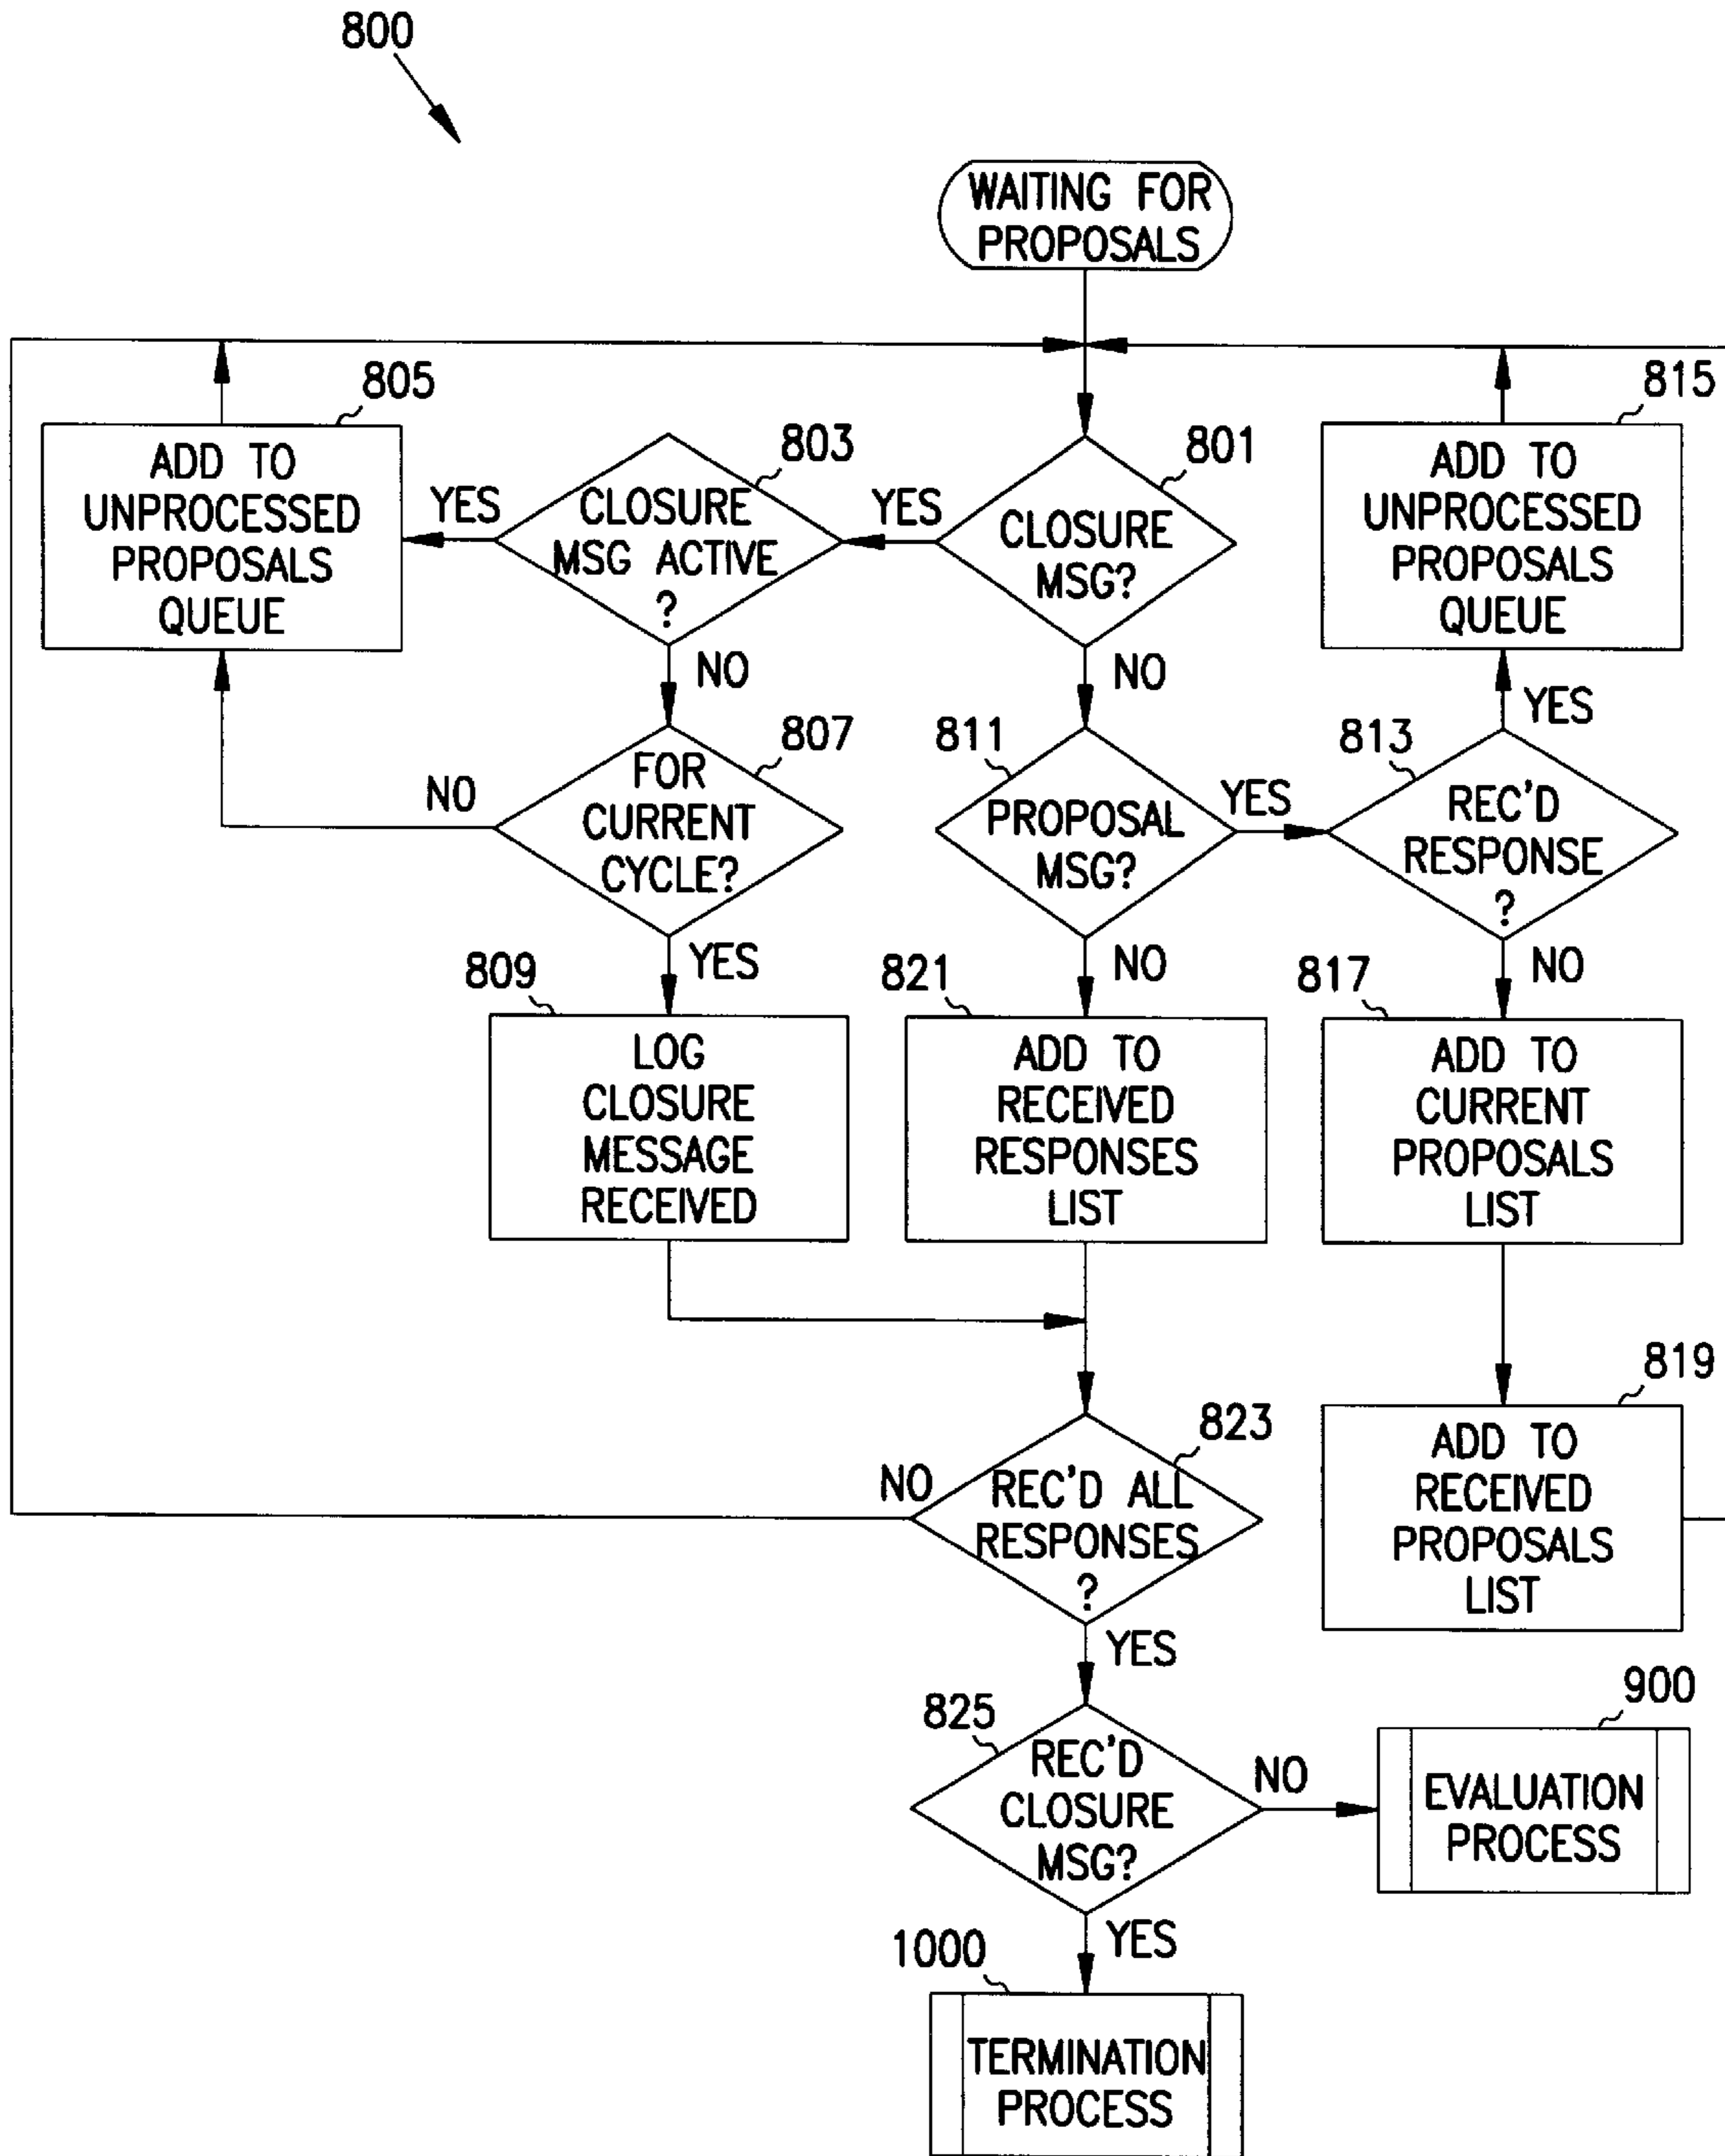 800
WAITING FOR
PROPOSALS
805
ADD TO
UNPROCESSED
PROPOSALS
QUEUE
YES
803
CLOSURE
MSG ACTIVE
?
YES
801
CLOSURE
MSG?
815
ADD TO
UNPROCESSED
PROPOSALS
QUEUE
NO
NO
YES
NO
807
FOR
CURRENT
CYCLE?
811
PROPOSAL
MSG?
YES
813
REC'D
RESPONSE
?
YES
NO
NO
809
LOG
CLOSURE
MESSAGE
RECEIVED
821
ADD TO
RECEIVED
RESPONSES
LIST
817
ADD TO
CURRENT
PROPOSALS
LIST
NO
823
REC'D ALL
RESPONSES
?
819
ADD TO
RECEIVED
PROPOSALS
LIST
YES
825
REC'D
CLOSURE
MSG?
NO
900
EVALUATION
PROCESS
YES
1000
TERMINATION
PROCESS